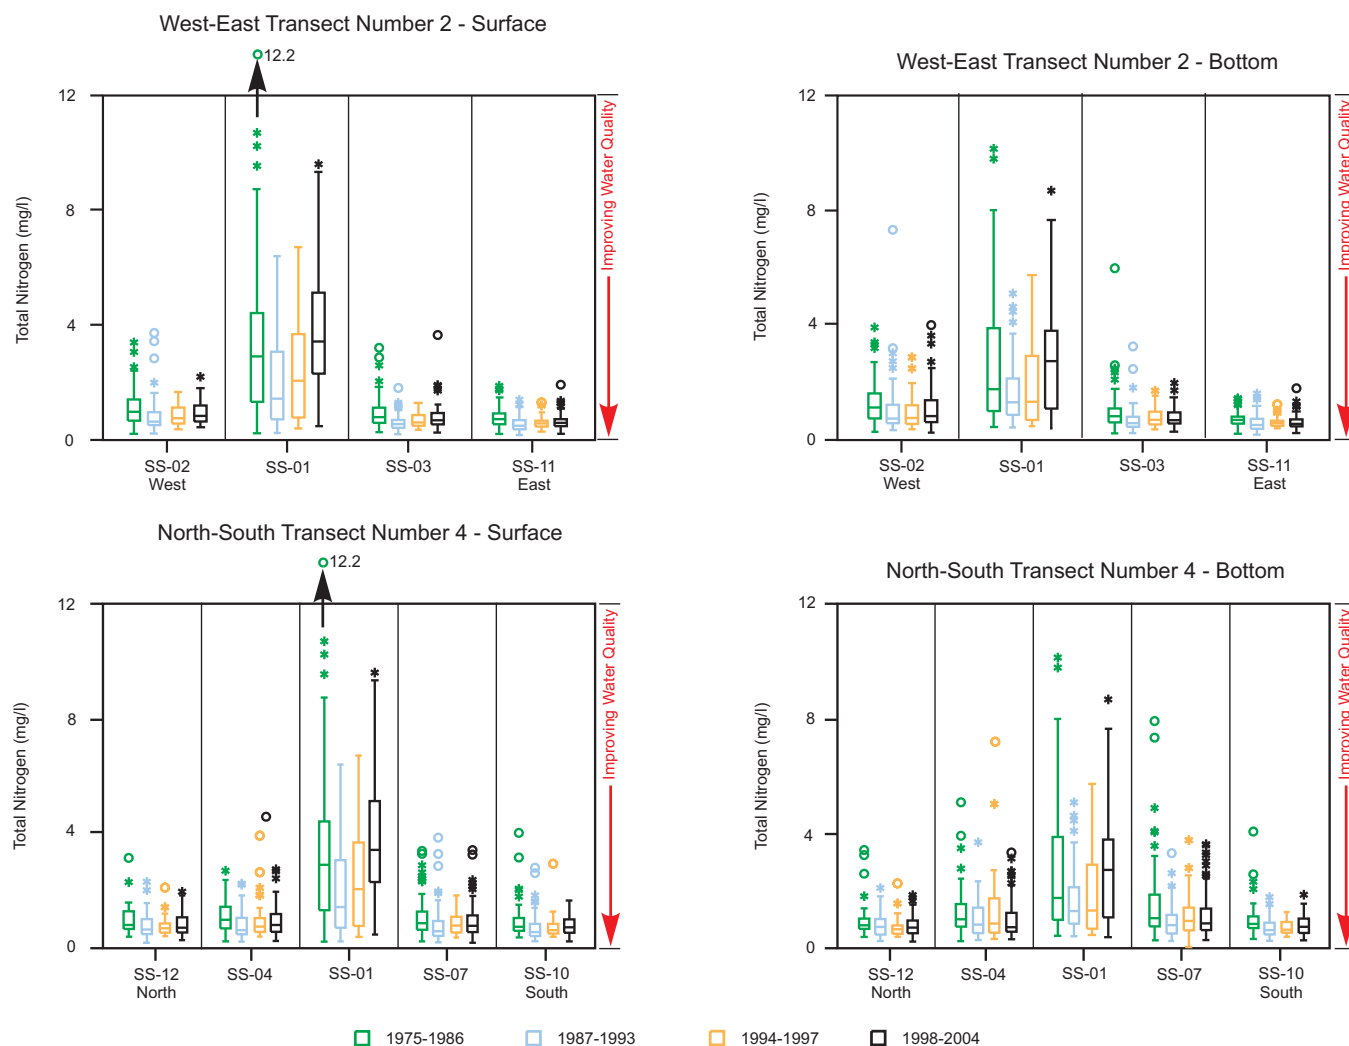 West-East Transect Number 2 - Surface
12.2
12
8
4
0
Total Nitrogen (mg/l)
Improving Water Quality
SS-02 SS-01 SS-03 SS-11
West East
West-East Transect Number 2 - Bottom
12
8
4
0
Total Nitrogen (mg/l)
Improving Water Quality
SS-02 SS-01 SS-03 SS-11
West East
North-South Transect Number 4 - Surface
12.2
12
8
4
0
Total Nitrogen (mg/l)
Improving Water Quality
SS-12 SS-04 SS-01 SS-07 SS-10
North South
North-South Transect Number 4 - Bottom
12
8
4
0
Total Nitrogen (mg/l)
Improving Water Quality
SS-12 SS-04 SS-01 SS-07 SS-10
North South
1975-1986 1987-1993 1994-1997 1998-2004